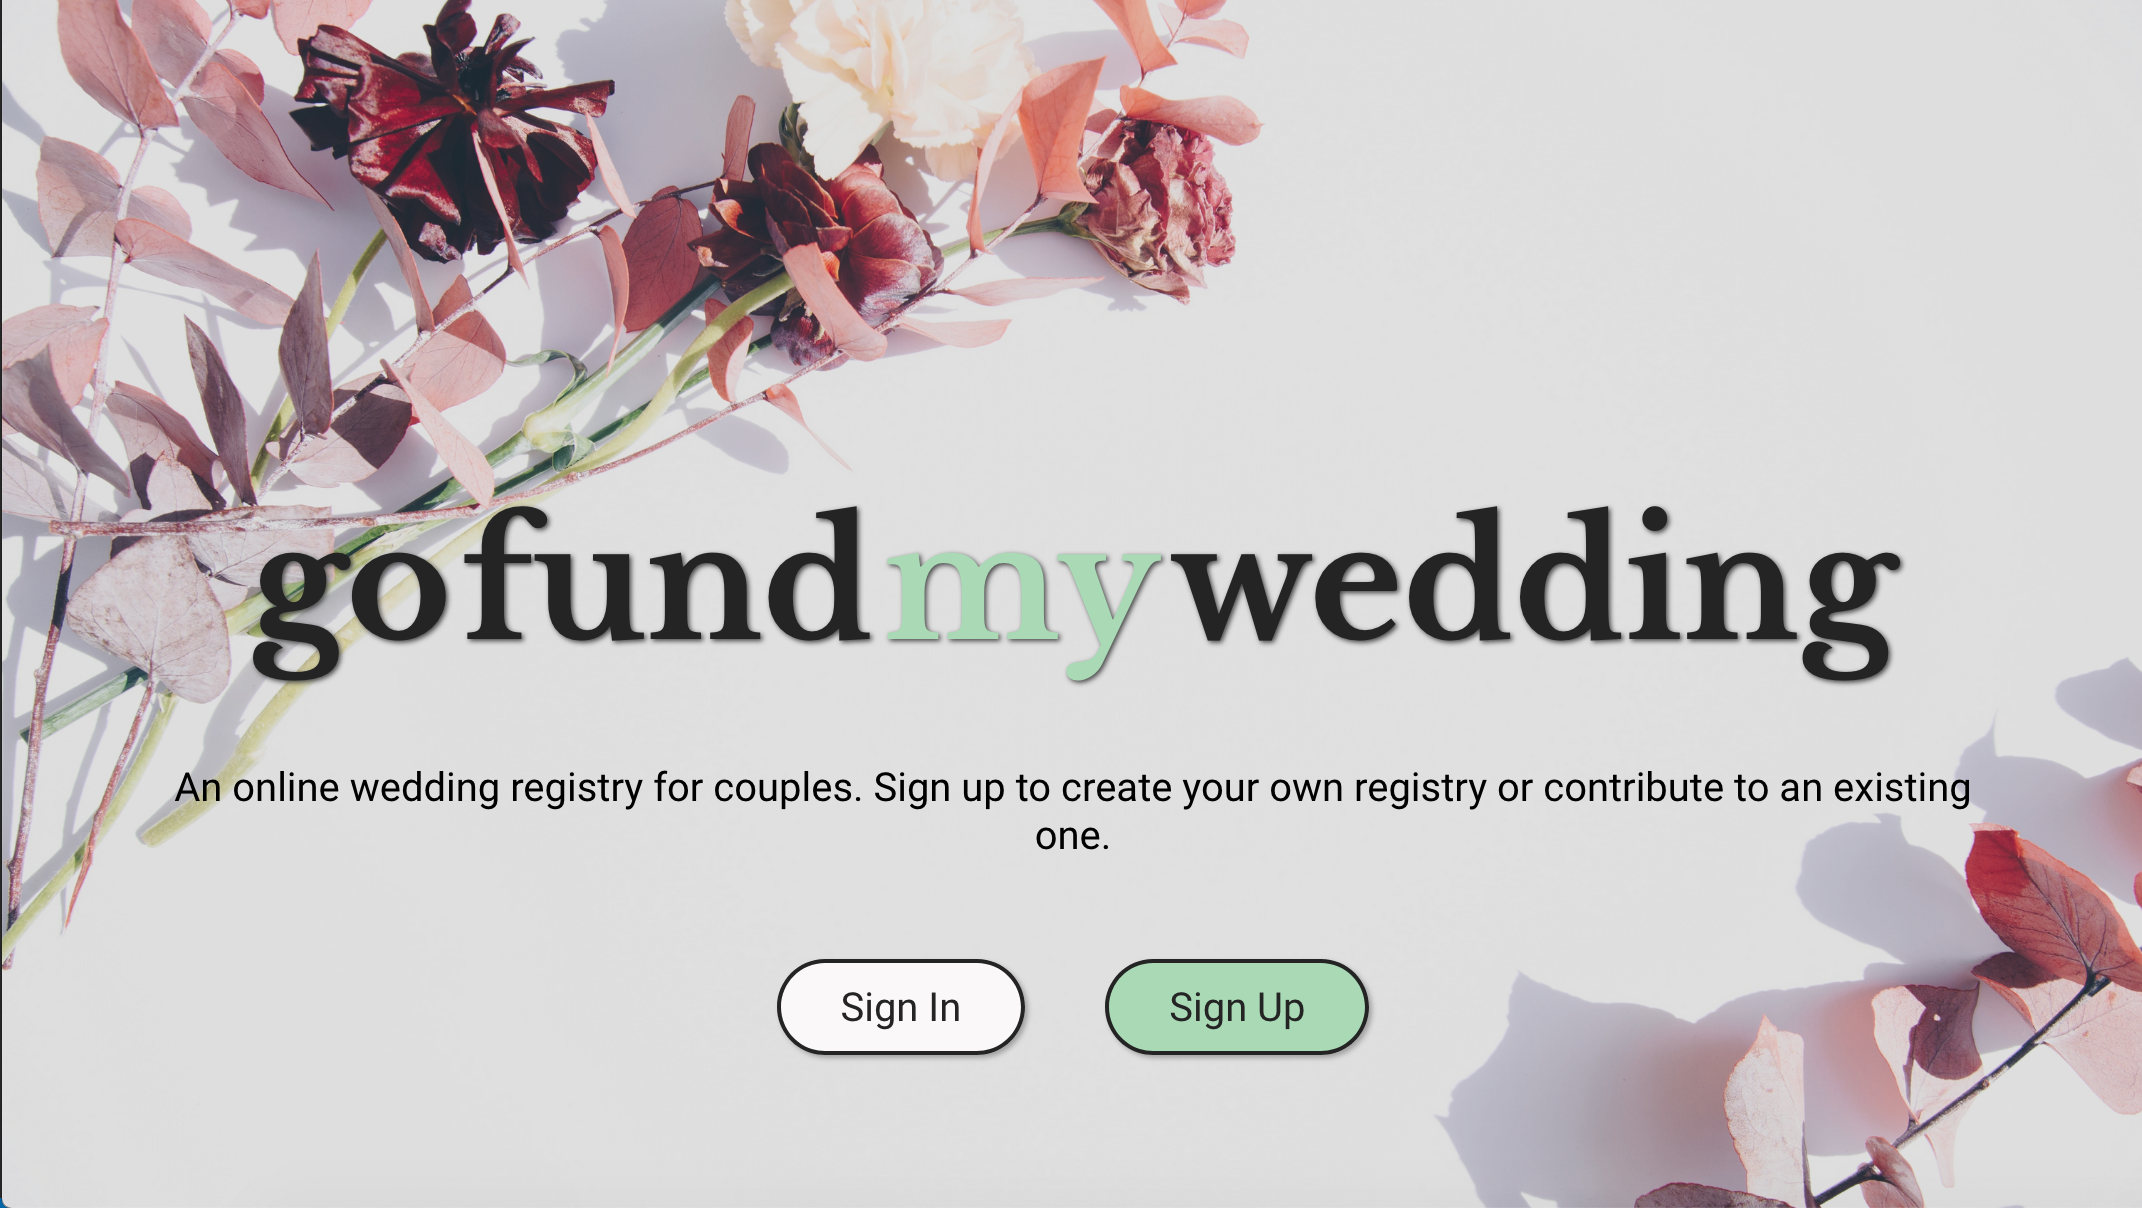 gofundmywedding
An online wedding registry for couples. Sign up to create your own registry or contribute to an existing
one.
Sign In
Sign Up